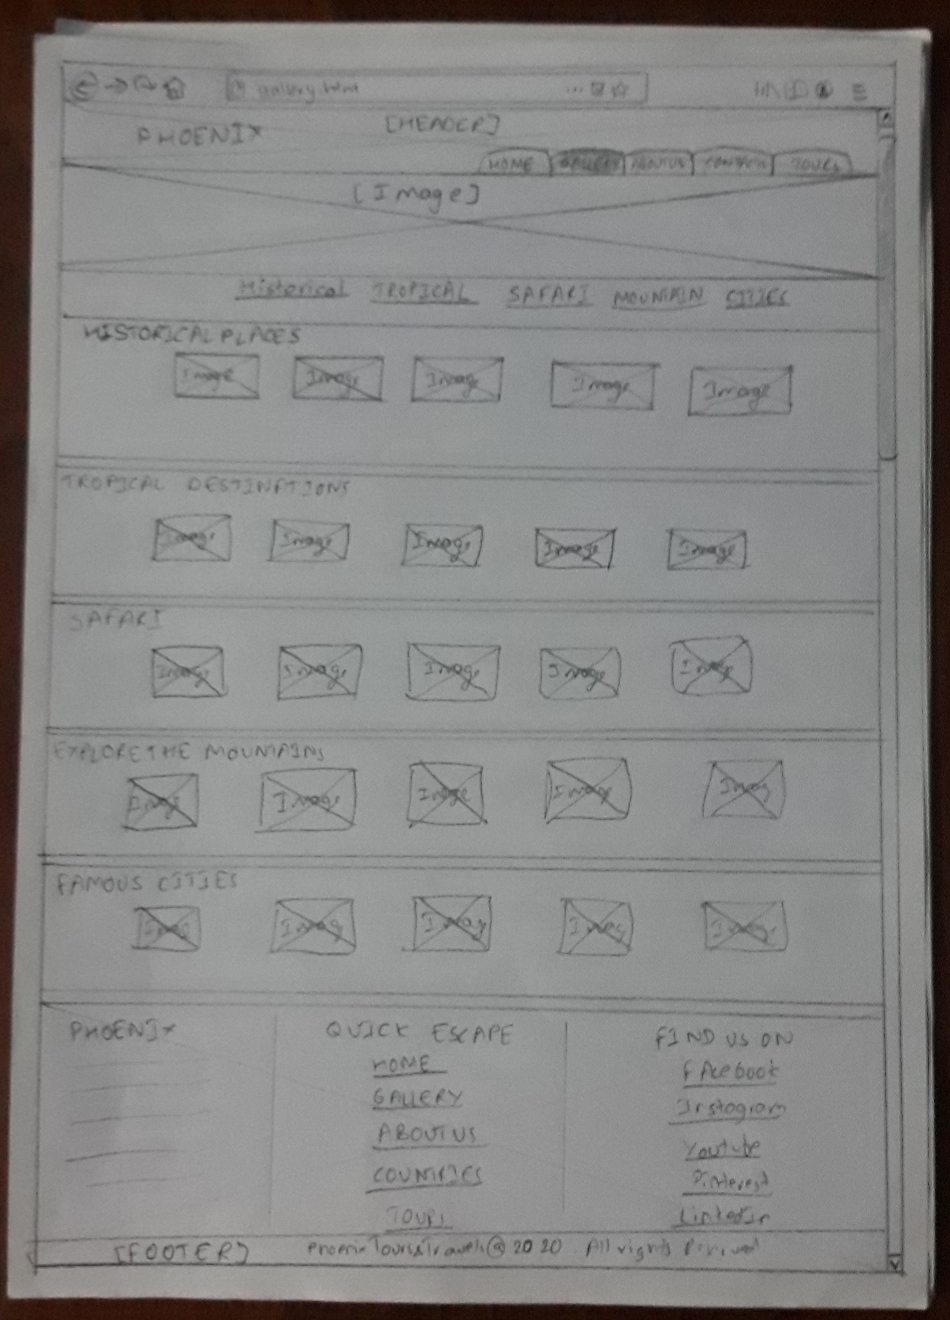 gallery.htm
PHOENIX [HEADER]
HOME GALLERY ABOUT US TOURS
[Image]
Historical TROPICAL SAFARI MOUNTAIN CITIES
HISTORICAL PLACES
Image Image Image Image Image
TROPICAL DESTINATIONS
Image Image Image Image Image
SAFARI
Image Image Image Image Image
EXPLORE THE MOUNTAINS
Image Image Image Image Image
FAMOUS CITIES
Image Image Image Image Image
PHOENIX QUICK ESCAPE FIND US ON
HOME FAcebook
GALLERY Instagram
ABOUT US Youtube
COUNTRIES Pinterest
TOURS LinkedIn
[FOOTER] PhoenixTours&Travels@2020 All rights